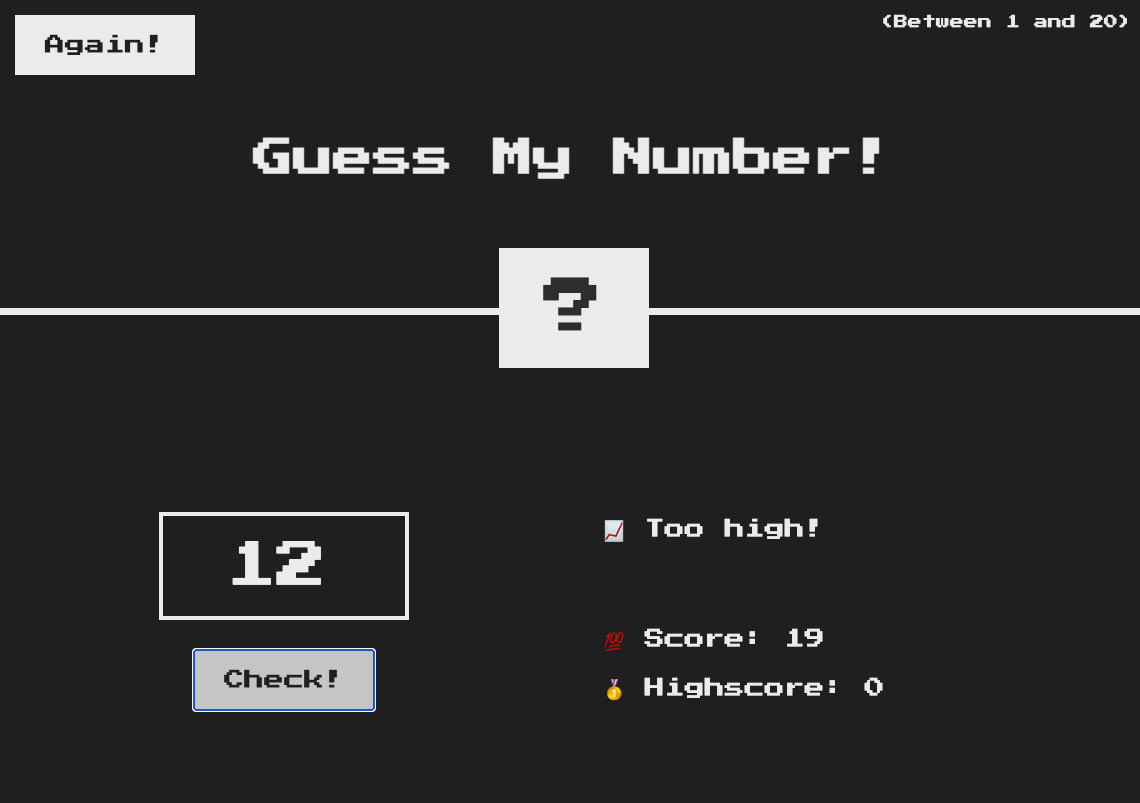 Again!
(Between 1 and 20)
Guess My Number!
?
12
Check!
📈 Too high!
💯 Score: 19
🥇 Highscore: 0